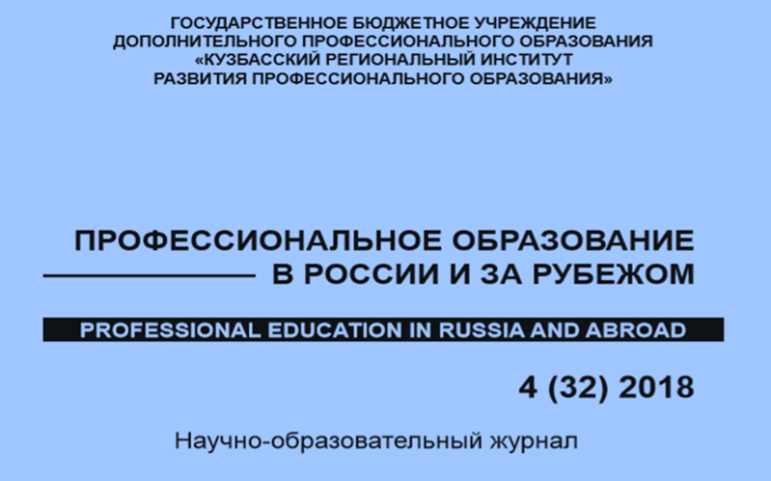 ГОСУДАРСТВЕННОЕ БЮДЖЕТНОЕ УЧРЕЖДЕНИЕ
ДОПОЛНИТЕЛЬНОГО ПРОФЕССИОНАЛЬНОГО ОБРАЗОВАНИЯ
«КУЗБАССКИЙ РЕГИОНАЛЬНЫЙ ИНСТИТУТ
РАЗВИТИЯ ПРОФЕССИОНАЛЬНОГО ОБРАЗОВАНИЯ»
ПРОФЕССИОНАЛЬНОЕ ОБРАЗОВАНИЕ
В РОССИИ И ЗА РУБЕЖОМ
PROFESSIONAL EDUCATION IN RUSSIA AND ABROAD
4 (32) 2018
Научно-образовательный журнал